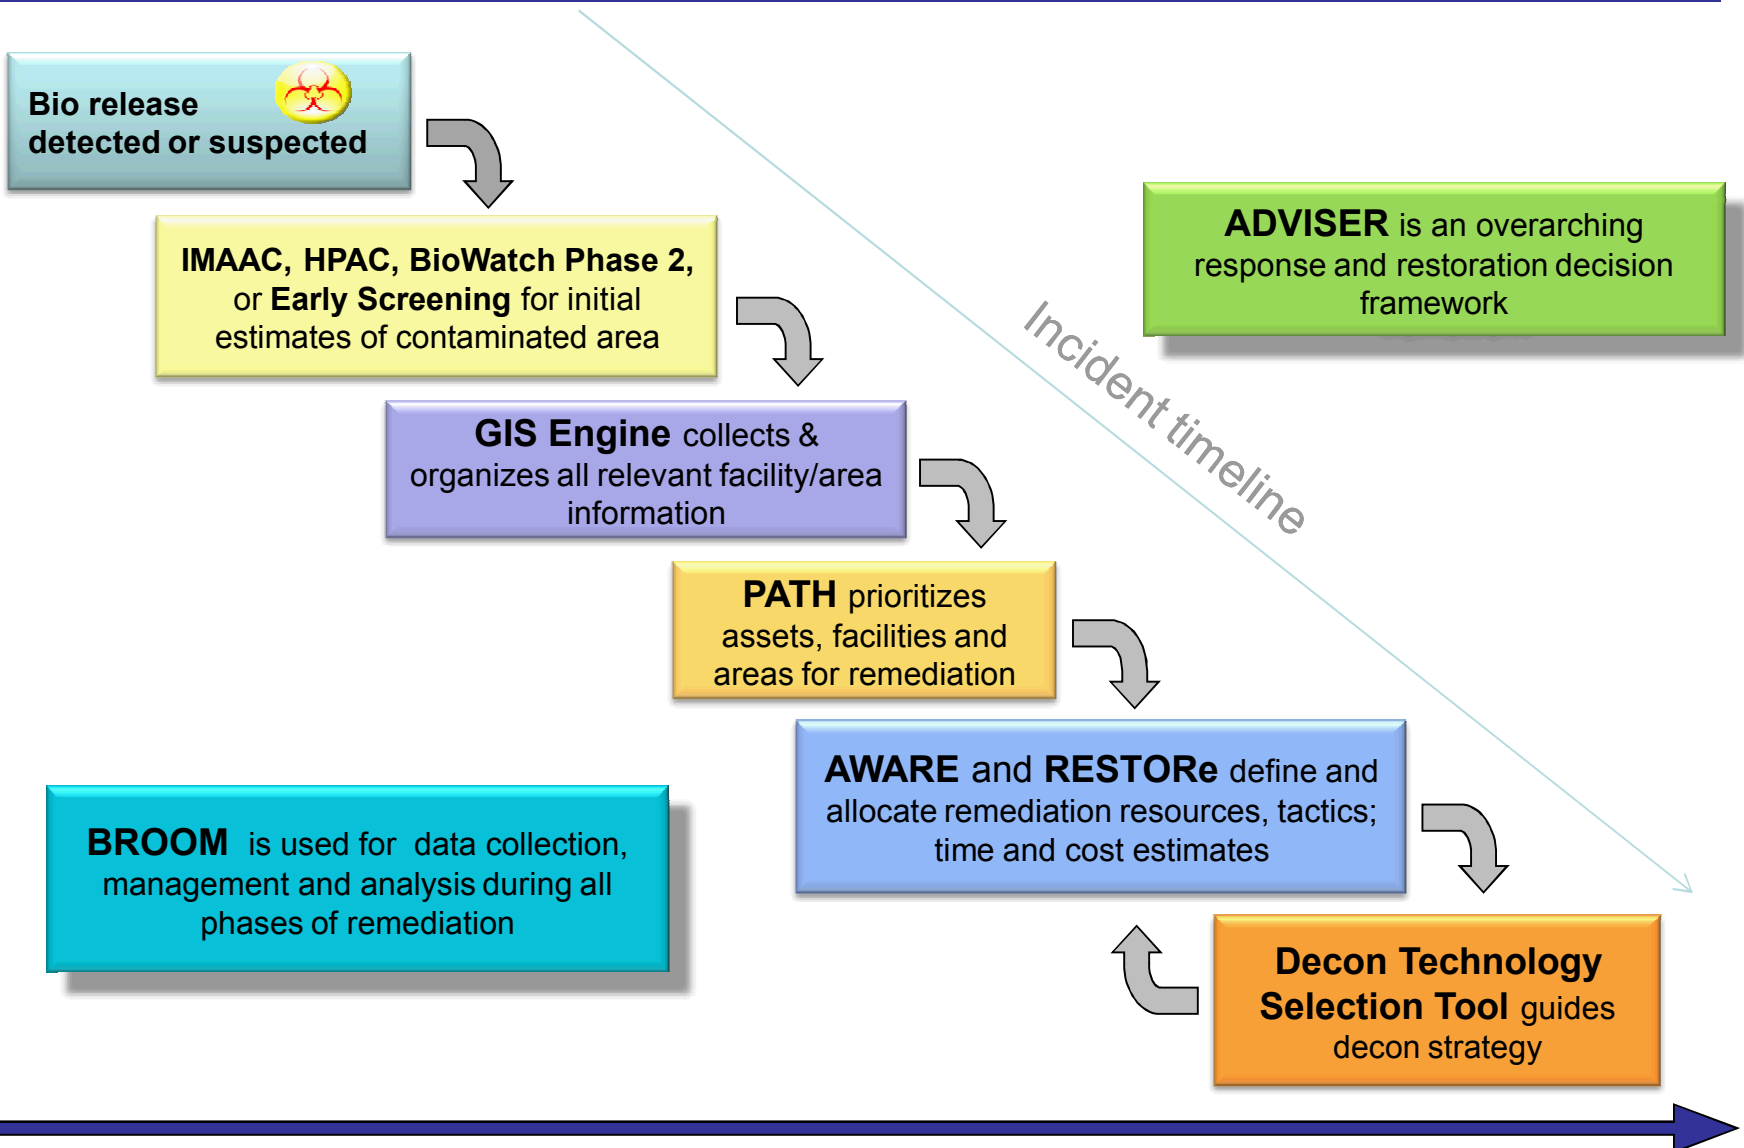 Bio release
detected or suspected
IMAAC, HPAC, BioWatch Phase 2,
or Early Screening for initial
estimates of contaminated area
ADVISER is an overarching
response and restoration decision
framework
Incident timeline
GIS Engine collects &
organizes all relevant facility/area
information
PATH prioritizes
assets, facilities and
areas for remediation
AWARE and RESTORe define and
allocate remediation resources, tactics;
time and cost estimates
BROOM is used for data collection,
management and analysis during all
phases of remediation
Decon Technology
Selection Tool guides
decon strategy